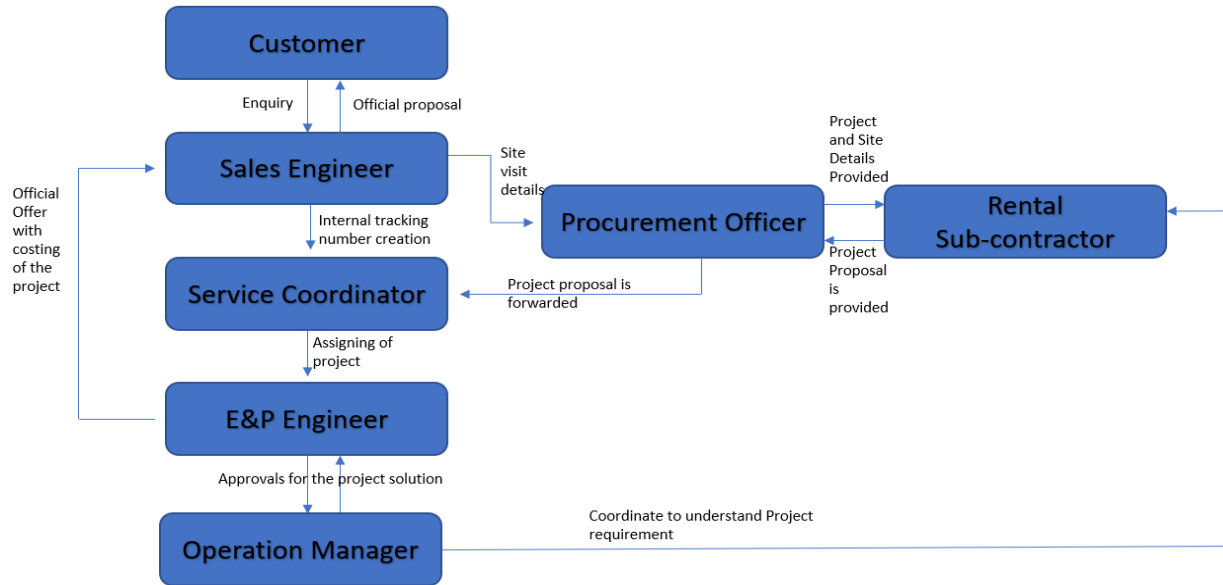 Customer
Enquiry
Official proposal
Sales Engineer
Official
Offer
with
costing
of the
project
Site
visit
details
Project
and Site
Details
Provided
Internal tracking
number creation
Procurement Officer
Rental
Sub-contractor
Project
Proposal
is
provided
Service Coordinator
Project proposal is
forwarded
Assigning of
project
E&P Engineer
Approvals for the project solution
Operation Manager
Coordinate to understand Project
requirement